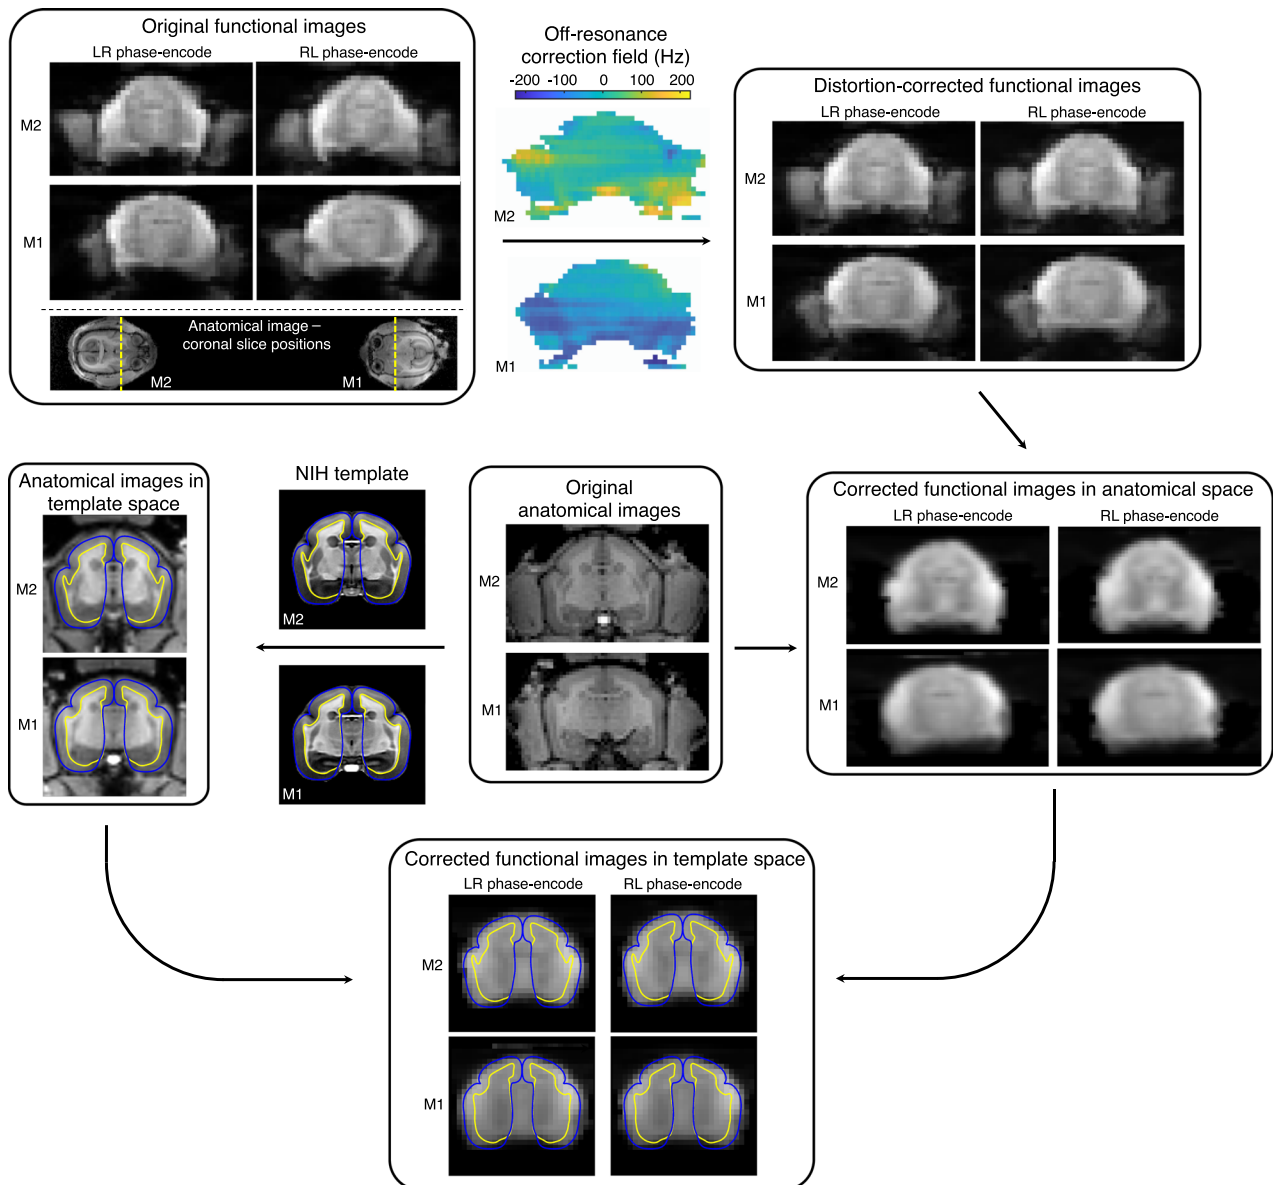 Original functional images
LR phase-encode RL phase-encode
M2
M1
Anatomical image –
coronal slice positions
M2 M1
Off-resonance
correction field (Hz)
-200 -100 0 100 200
M2
M1
Distortion-corrected functional images
LR phase-encode RL phase-encode
M2
M1
Anatomical images in
template space
M2
M1
NIH template
M2
M1
Original
anatomical images
M2
M1
Corrected functional images in anatomical space
LR phase-encode RL phase-encode
M2
M1
Corrected functional images in template space
LR phase-encode RL phase-encode
M2
M1